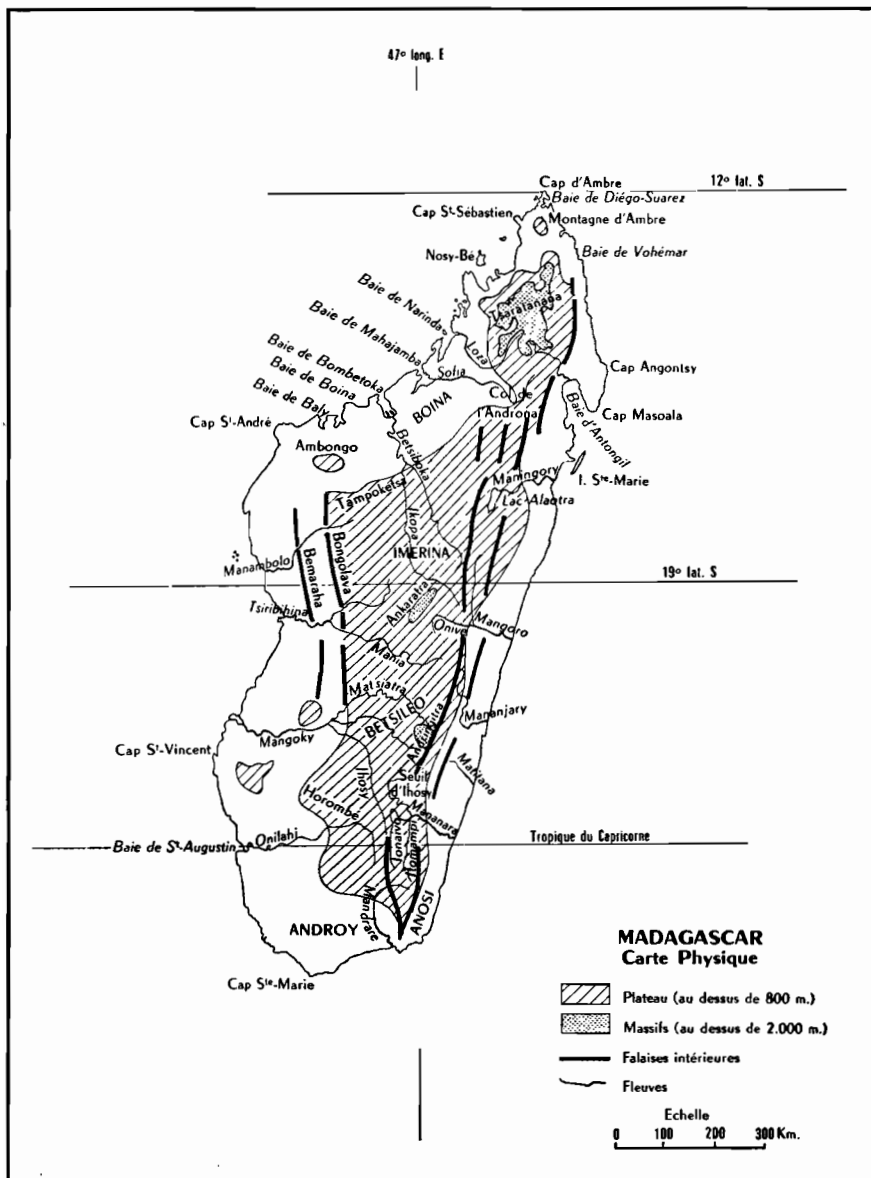 47° long. E
Cap d'Ambre
12° lat. S
Baie de Diégo-Suarez
Cap St-Sébastien
Montagne d'Ambre
Nosy-Bé
Baie de Vohémar
Baie de Narinda
Tsaratanana
Baie de Mahajamba
Loza
Baie de Bombetoka
Sofia
Cap Angontsy
Baie de Boina
BOINA
Col de
l'Androna
Baie de Baly
Cap Masoala
Cap St-André
Baie d'Antongil
Ambongo
Betsiboka
Maningory
I. Ste-Marie
Tampoketsa
Lac-Alaotra
Ikopa
IMERINA
Manambolo
Bemaraha
Bongolava
19° lat. S
Ankaratra
Tsiribihina
Onive
Mangoro
Mania
Matsiatra
BETSILEO
Mananjary
Andringitra
Mangoky
Cap St-Vincent
Ihosy
Seuil
d'Ihosy
Matitana
Horombé
Mananara
Ionaivo
Itomampi
Tropique du Capricorne
Baie de St-Augustin
Onilahi
Mandrare
ANOSI
ANDROY
Cap Ste-Marie
MADAGASCAR
Carte Physique
Plateau (au dessus de 800 m.)
Massifs (au dessus de 2.000 m.)
Falaises intérieures
Fleuves
Echelle
0 100 200 300 Km.